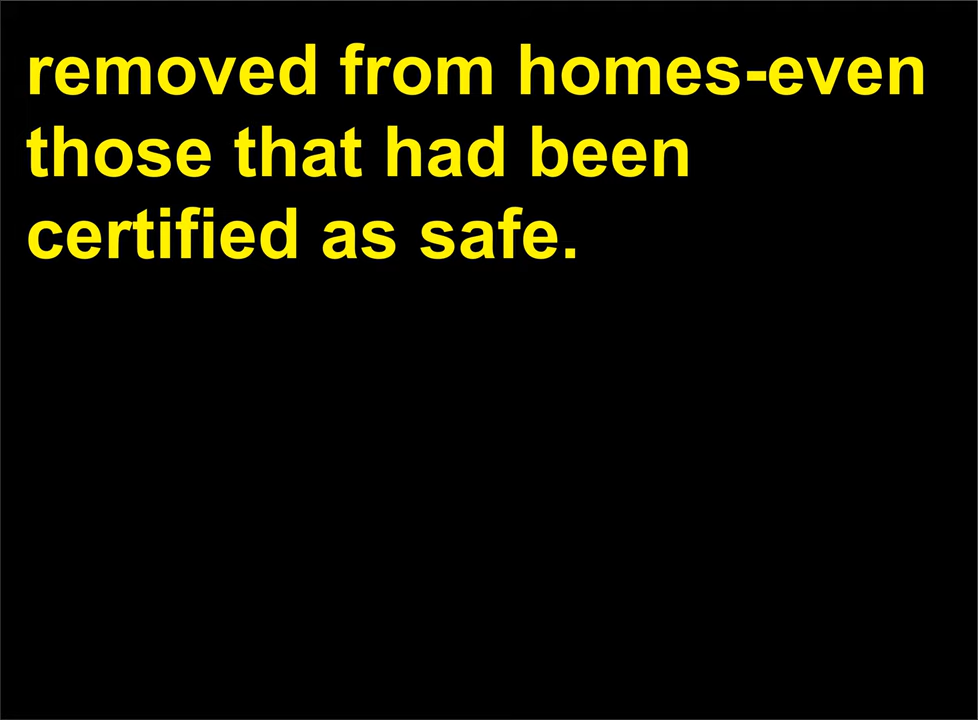 removed from homes-even
those that had been
certified as safe.